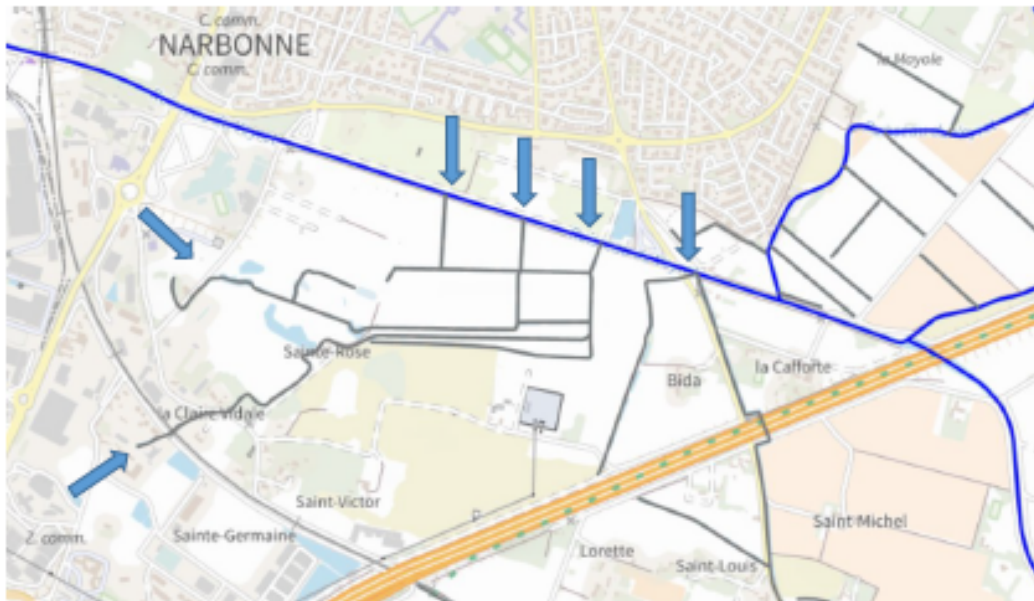 C. comm.
NARBONNE
C. comm.
la Mayole
Sainte-Rose
Bida
la Cafforte
la Claire Vidale
Saint-Victor
Sainte-Germaine
Saint Michel
Z. comm.
Lorette
Saint-Louis